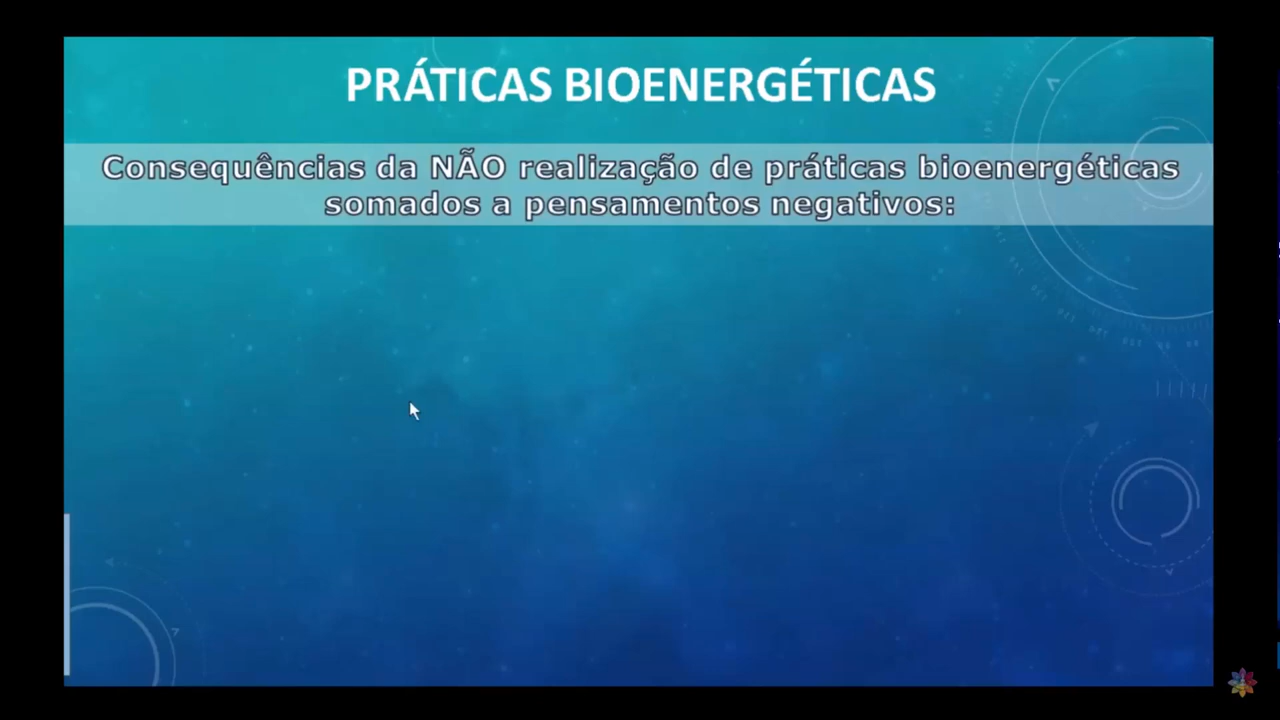 PRÁTICAS BIOENERGÉTICAS
Consequências da NÃO realização de práticas bioenergéticas
somados a pensamentos negativos: